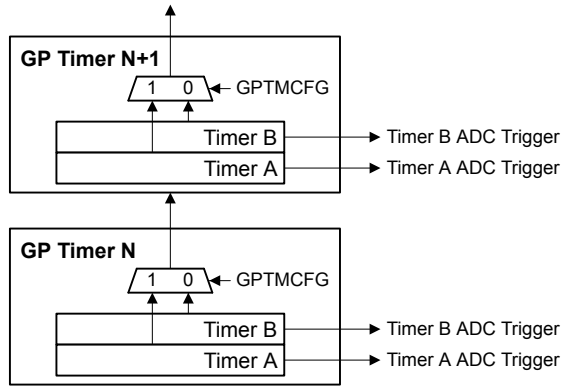 GP Timer N+1
1 0 GPTMCFG
Timer B Timer B ADC Trigger
Timer A Timer A ADC Trigger
GP Timer N
1 0 GPTMCFG
Timer B Timer B ADC Trigger
Timer A Timer A ADC Trigger